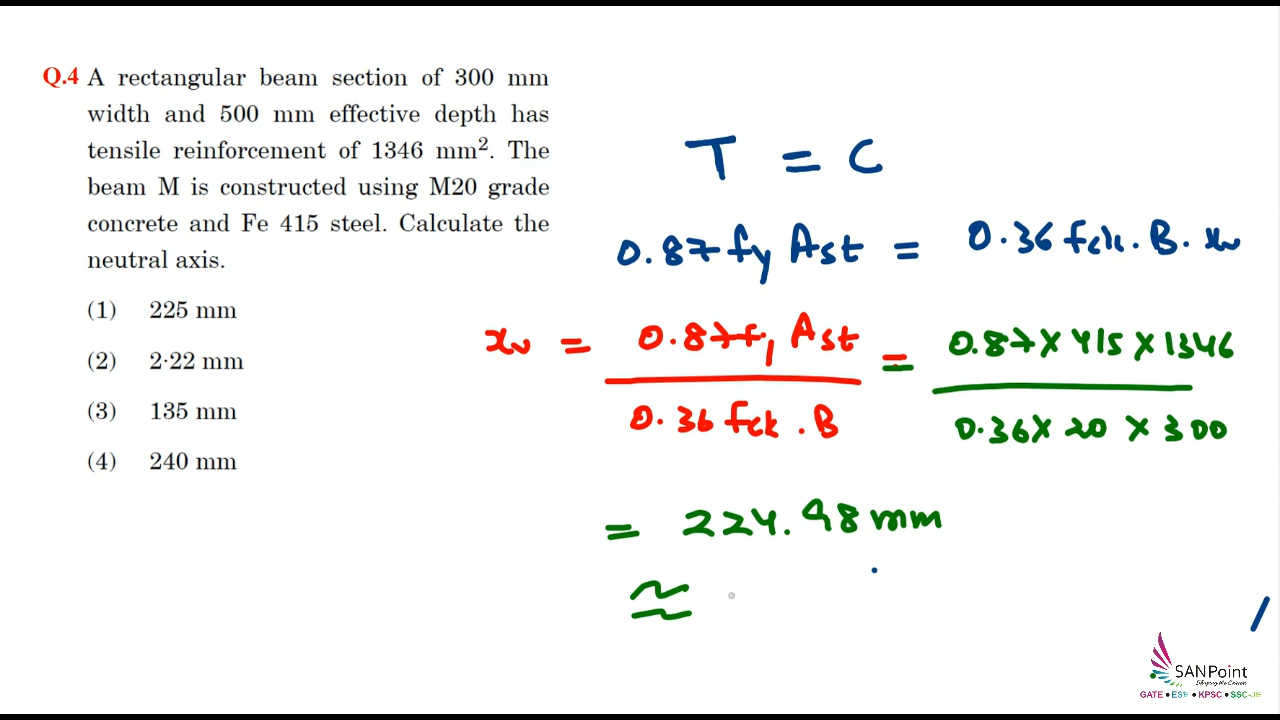 Q.4 A rectangular beam section of 300 mm
width and 500 mm effective depth has
tensile reinforcement of 1346 mm². The
beam M is constructed using M20 grade
concrete and Fe 415 steel. Calculate the
neutral axis.
(1) 225 mm
(2) 2·22 mm
(3) 135 mm
(4) 240 mm
T = C
0.87 fy Ast = 0.36 fck . B . xu
xu = 0.87 fy Ast / 0.36 fck . B = 0.87 × 415 × 1346 / 0.36 × 20 × 300
= 224.98 mm
≈
SANPoint
GATE • ESE • KPSC • SSC-JE